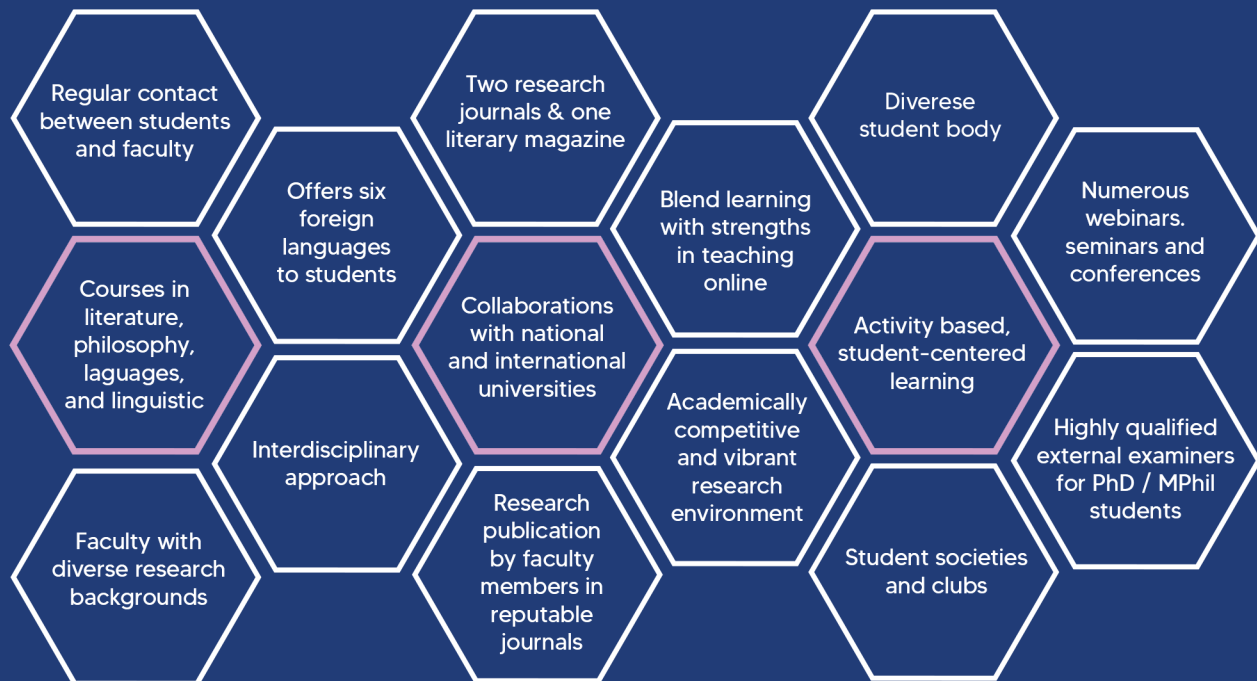 Regular contact
between students
and faculty
Two research
journals & one
literary magazine
Diverese
student body
Offers six
foreign
languages
to students
Blend learning
with strengths
in teaching
online
Numerous
webinars.
seminars and
conferences
Courses in
literature,
philosophy,
laguages,
and linguistic
Collaborations
with national
and international
universities
Activity based,
student-centered
learning
Interdisciplinary
approach
Academically
competitive
and vibrant
research
environment
Highly qualified
external examiners
for PhD / MPhil
students
Faculty with
diverse research
backgrounds
Research
publication
by faculty
members in
reputable
journals
Student societies
and clubs